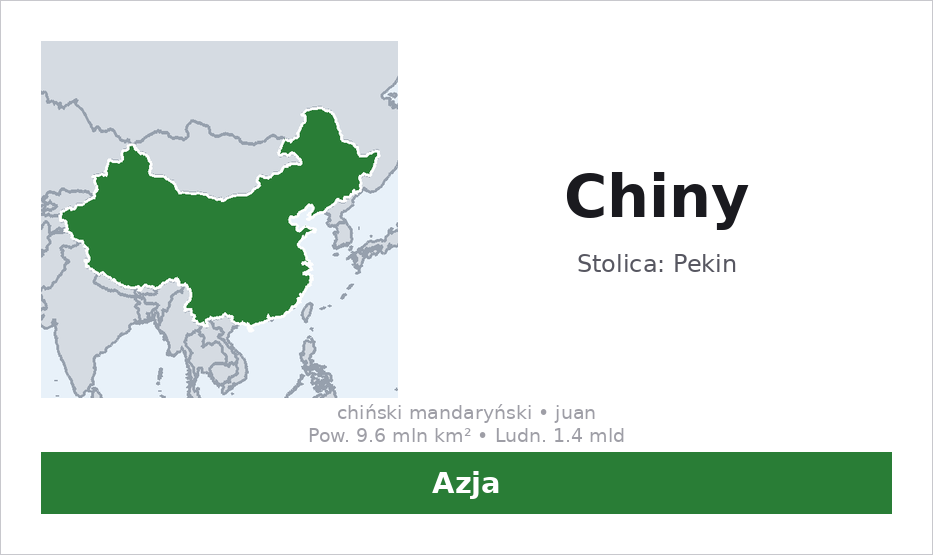 Chiny
Stolica: Pekin
chiński mandaryński • juan
Pow. 9.6 mln km² • Ludn. 1.4 mld
Azja